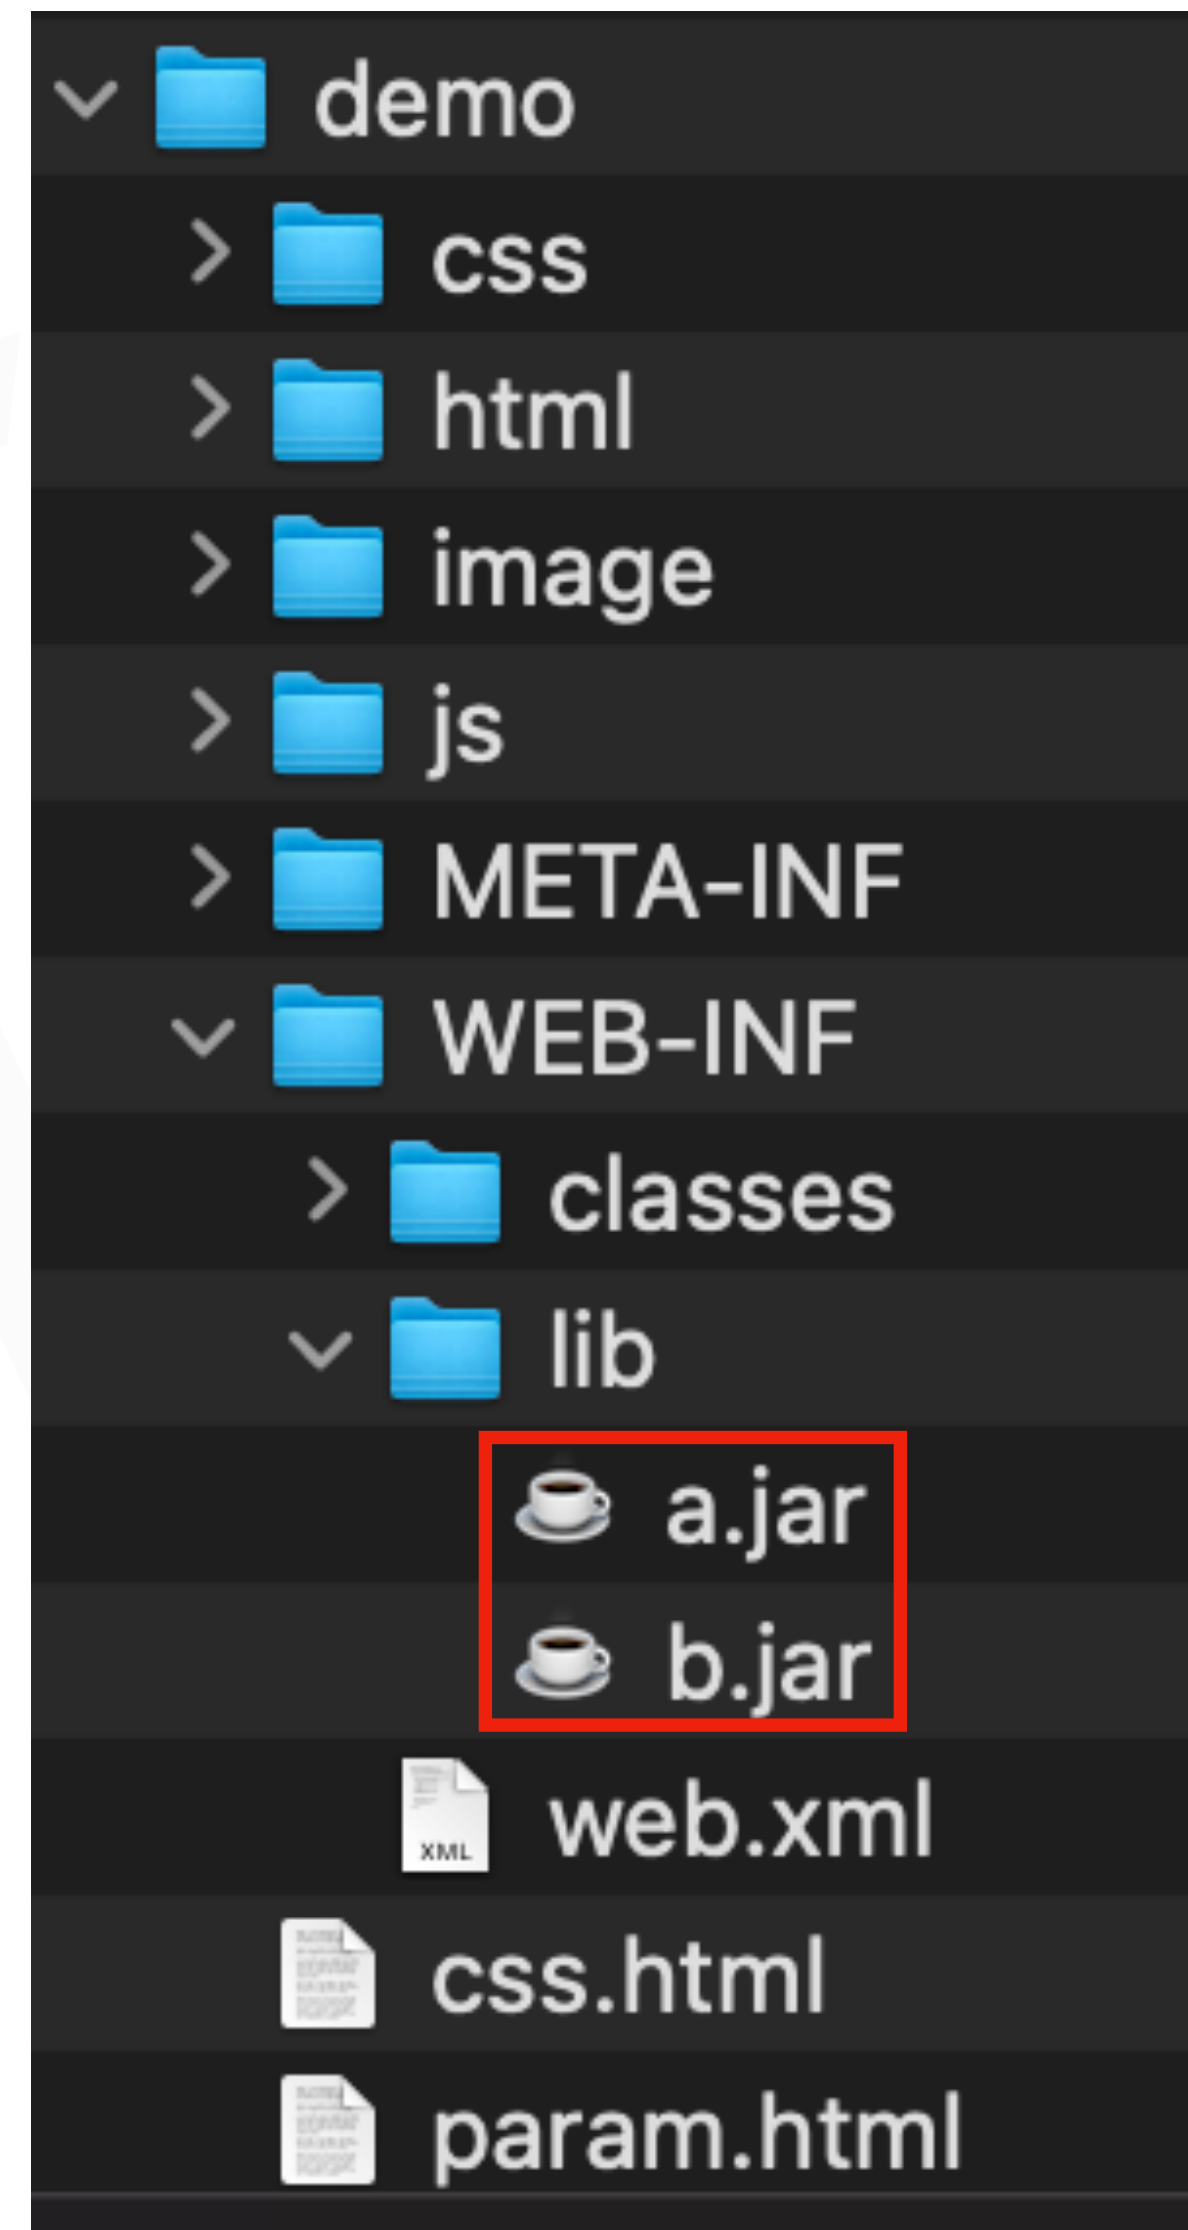 demo
css
html
image
js
META-INF
WEB-INF
classes
lib
a.jar
b.jar
web.xml
XML
css.html
param.html